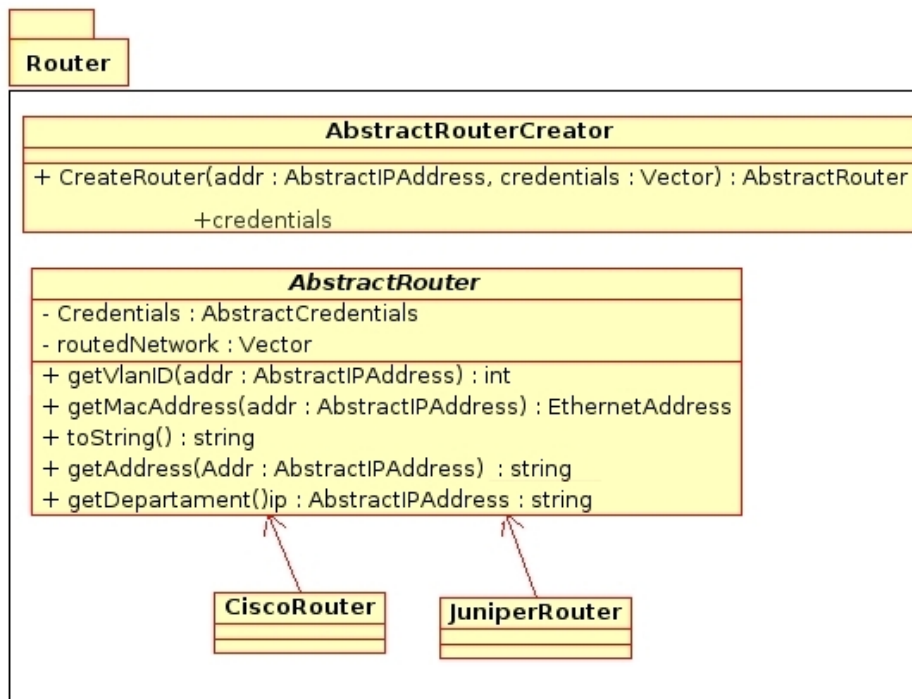 Router
AbstractRouterCreator
+ CreateRouter(addr : AbstractIPAddress, credentials : Vector) : AbstractRouter
+credentials
AbstractRouter
- Credentials : AbstractCredentials
- routedNetwork : Vector
+ getVlanID(addr : AbstractIPAddress) : int
+ getMacAddress(addr : AbstractIPAddress) : EthernetAddress
+ toString() : string
+ getAddress(Addr : AbstractIPAddress) : string
+ getDepartament()ip : AbstractIPAddress : string
CiscoRouter
JuniperRouter